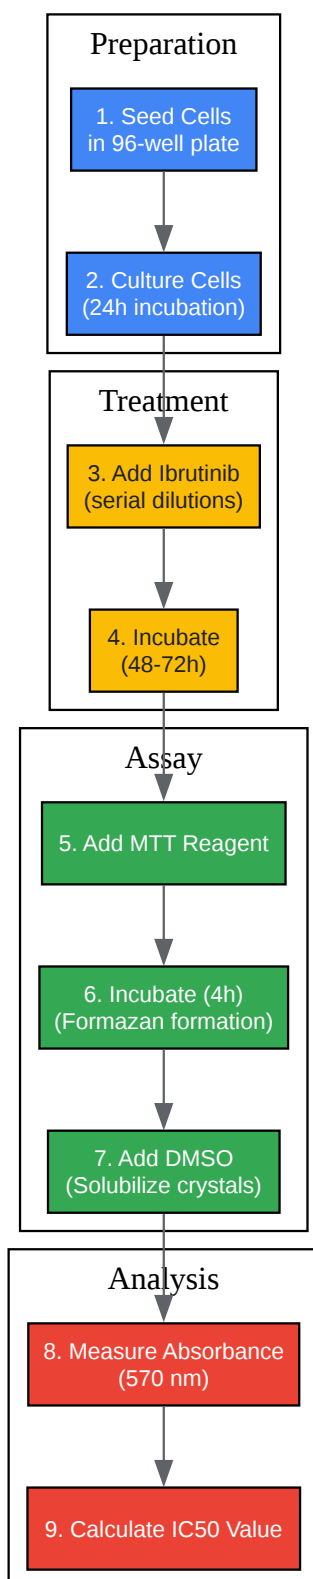 Preparation
1. Seed Cells
in 96-well plate
2. Culture Cells
(24h incubation)
Treatment
3. Add Ibrutinib
(serial dilutions)
4. Incubate
(48-72h)
Assay
5. Add MTT Reagent
6. Incubate (4h)
(Formazan formation)
7. Add DMSO
(Solubilize crystals)
Analysis
8. Measure Absorbance
(570 nm)
9. Calculate IC50 Value